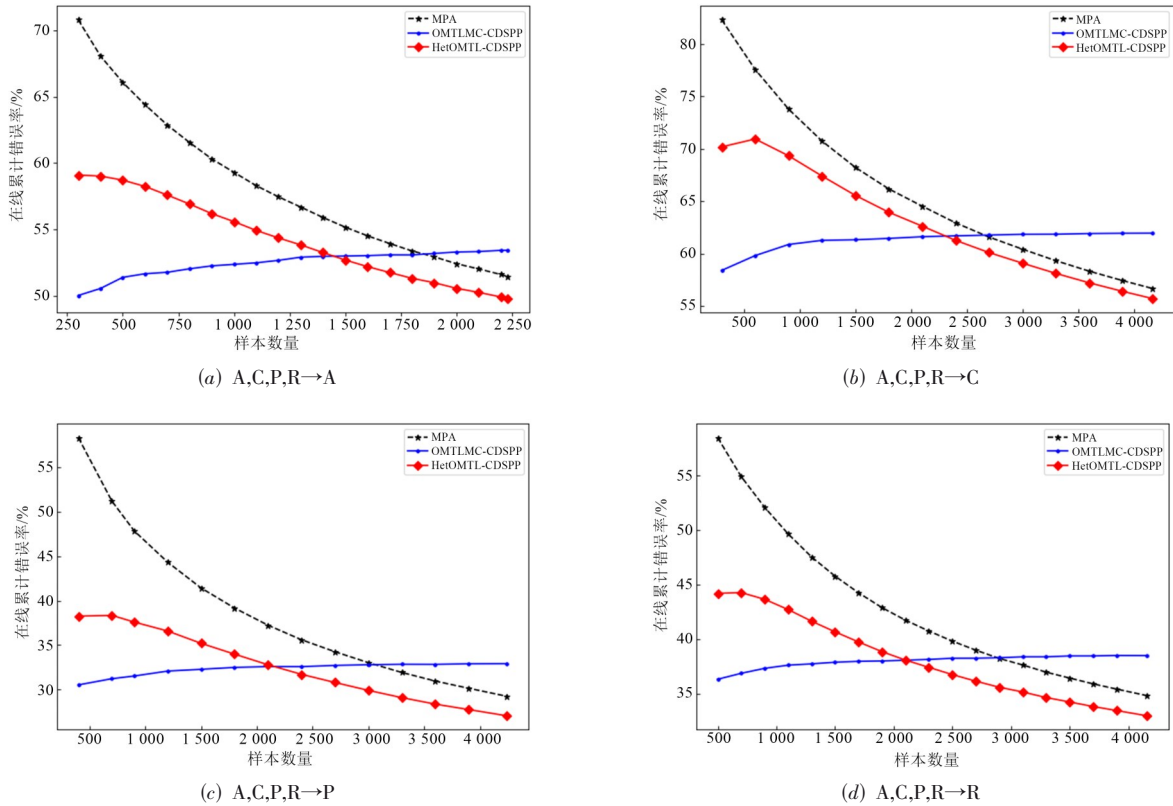 70
65
60
55
50
在线累计错误率/%
250
500
750
1 000
1 250
1 500
1 750
2 000
2 250
样本数量
MPA
OMTLMC-CDSPP
HetOMTL-CDSPP
(a) A,C,P,R→A
80
75
70
65
60
55
在线累计错误率/%
500
1 000
1 500
2 000
2 500
3 000
3 500
4 000
样本数量
MPA
OMTLMC-CDSPP
HetOMTL-CDSPP
(b) A,C,P,R→C
55
50
45
40
35
30
在线累计错误率/%
500
1 000
1 500
2 000
2 500
3 000
3 500
4 000
样本数量
MPA
OMTLMC-CDSPP
HetOMTL-CDSPP
(c) A,C,P,R→P
55
50
45
40
35
在线累计错误率/%
500
1 000
1 500
2 000
2 500
3 000
3 500
4 000
样本数量
MPA
OMTLMC-CDSPP
HetOMTL-CDSPP
(d) A,C,P,R→R